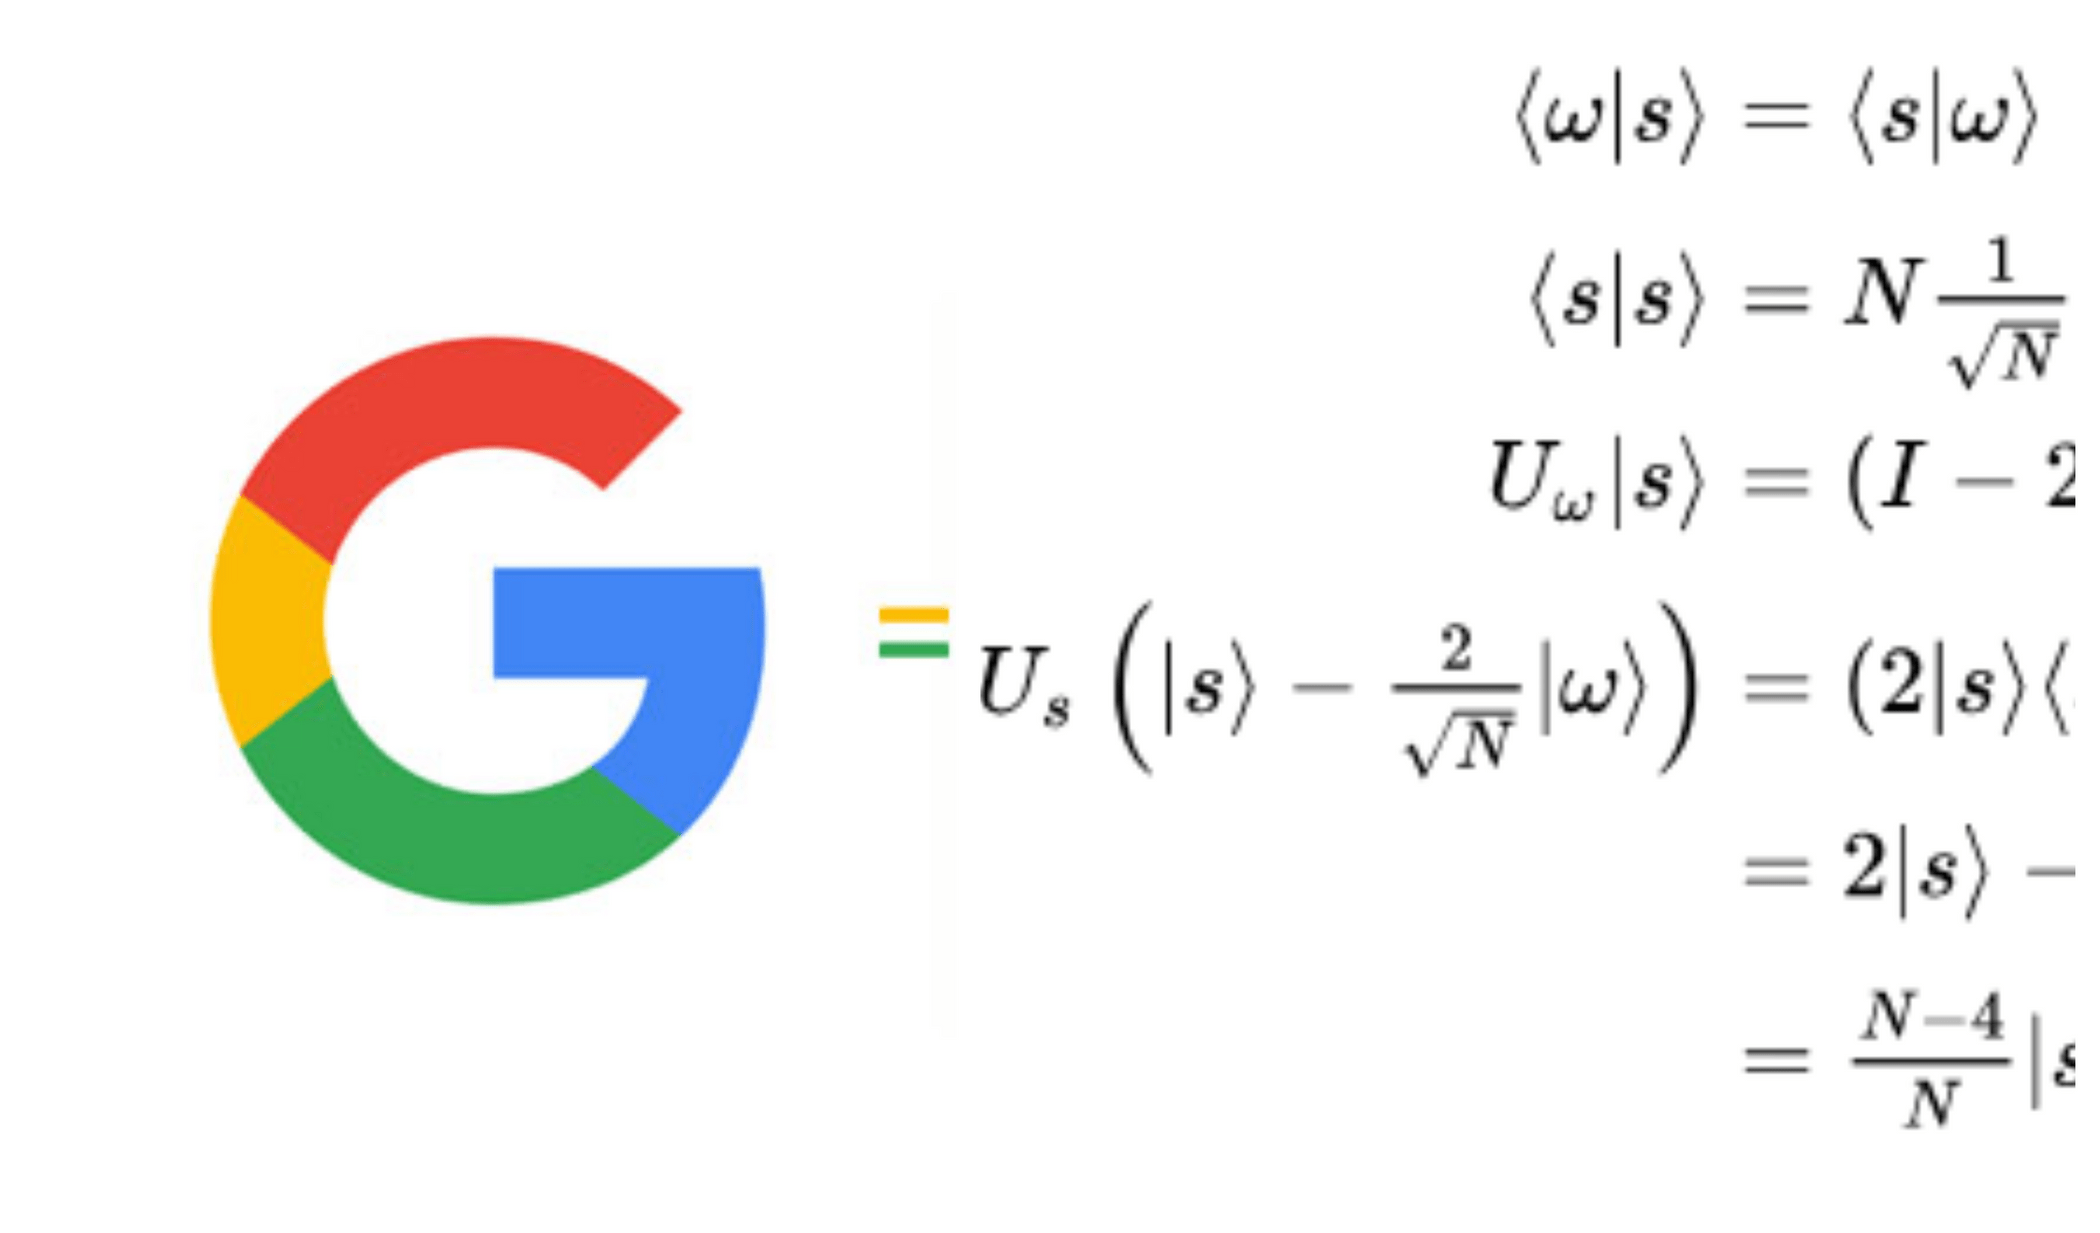 G =
⟨ω|s⟩ = ⟨s|ω⟩
⟨s|s⟩ = N 1/√N
U_ω|s⟩ = (I − 2
U_s (|s⟩ − 2/√N |ω⟩) = (2|s⟩⟨
= 2|s⟩ −
= N−4/N |s